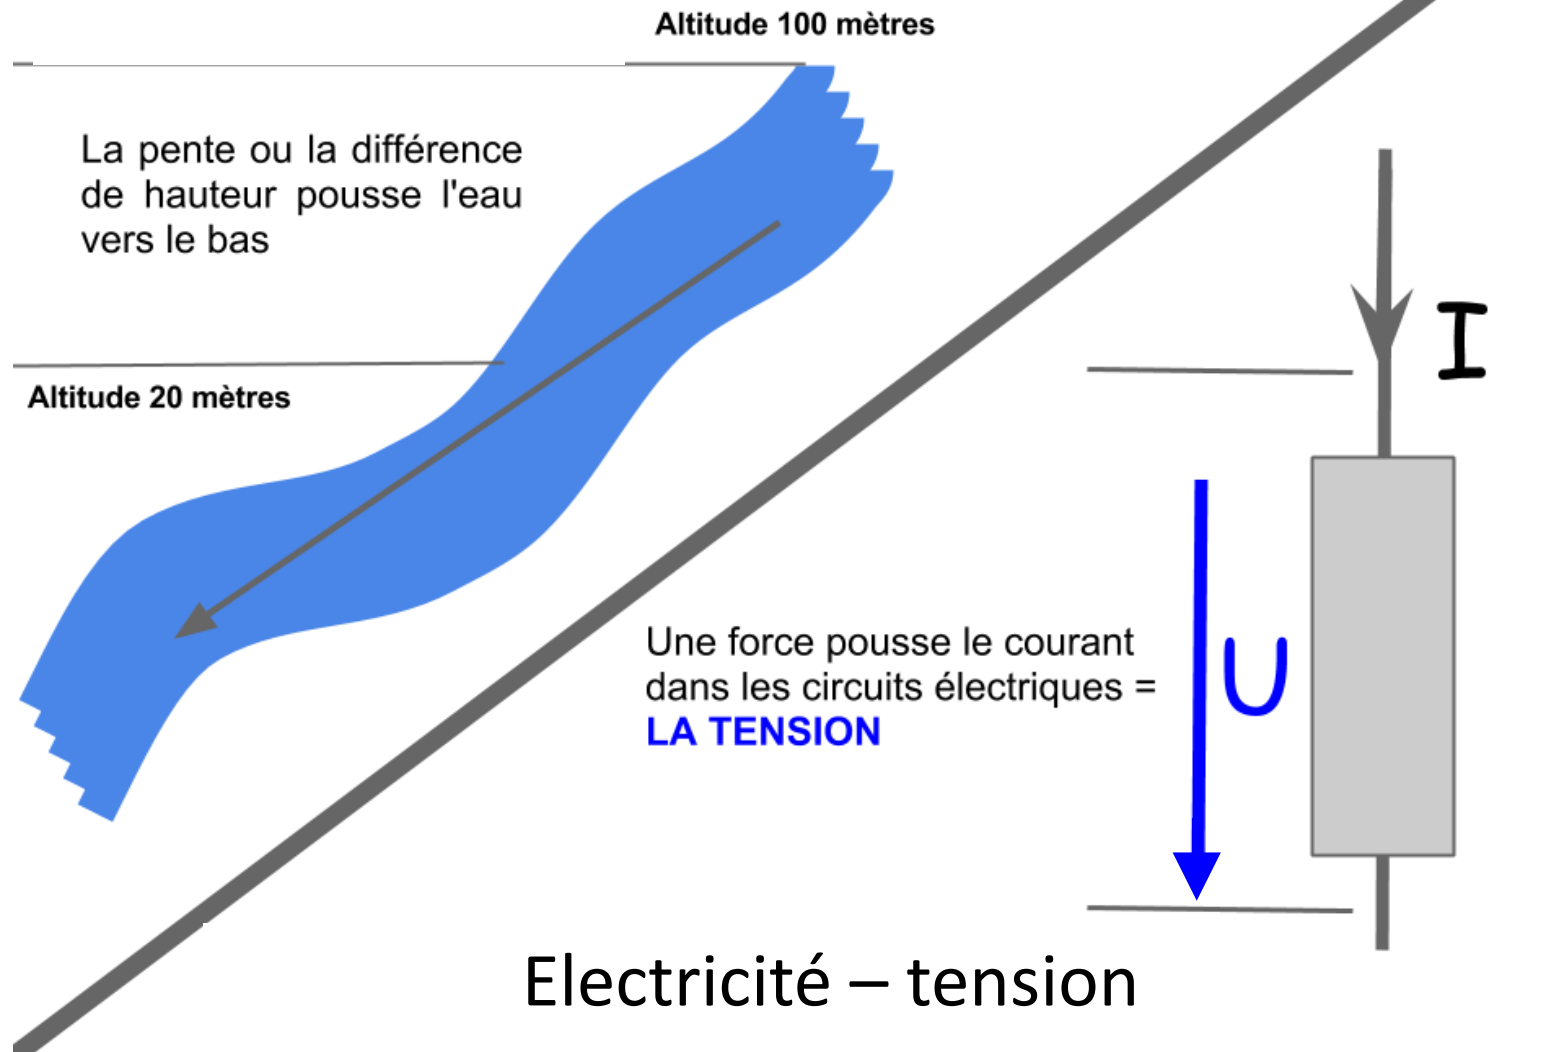 Altitude 100 mètres
La pente ou la différence
de hauteur pousse l'eau
vers le bas
Altitude 20 mètres
I
Une force pousse le courant
dans les circuits électriques =
LA TENSION
U
Electricité – tension